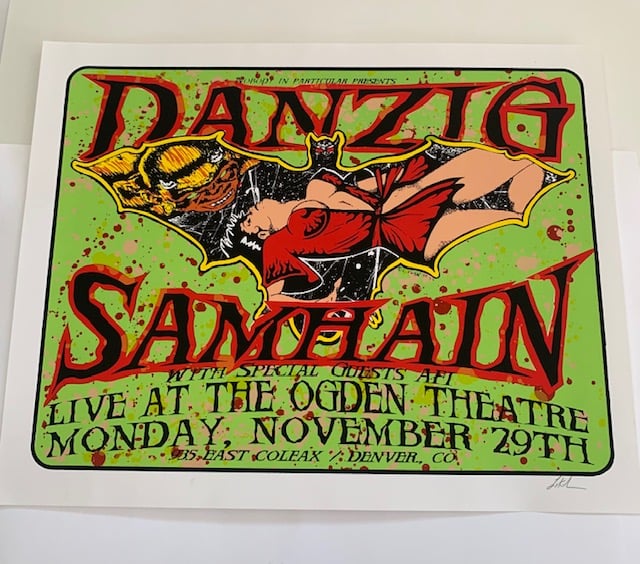 NOBODY IN PARTICULAR PRESENTS
DANZIG
SAMHAIN
WYTH SPECIAL GUESTS AFI
LIVE AT THE OGDEN THEATRE
MONDAY, NOVEMBER 29TH
935 EAST COLFAX / DENVER, CO